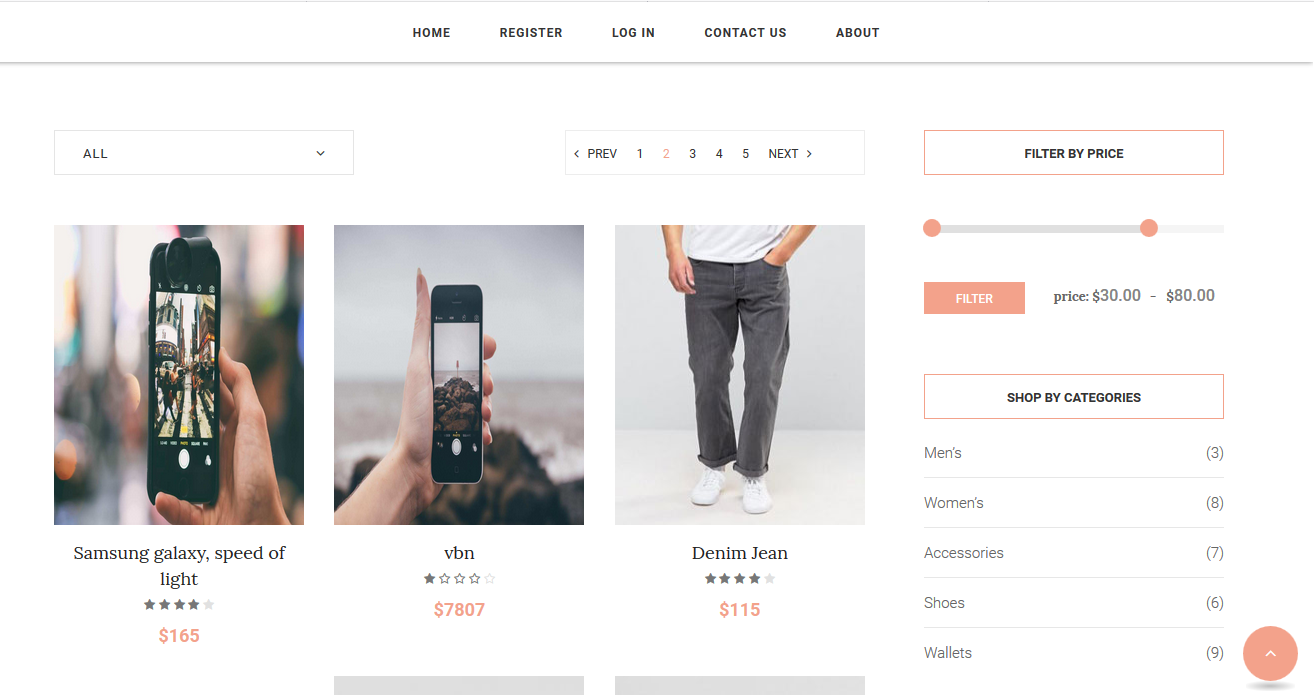 HOME REGISTER LOG IN CONTACT US ABOUT
ALL
PREV 1 2 3 4 5 NEXT
FILTER BY PRICE
FILTER
price: $30.00 - $80.00
SHOP BY CATEGORIES
Men's (3)
Women's (8)
Accessories (7)
Shoes (6)
Wallets (9)
Samsung galaxy, speed of
light
$165
vbn
$7807
Denim Jean
$115